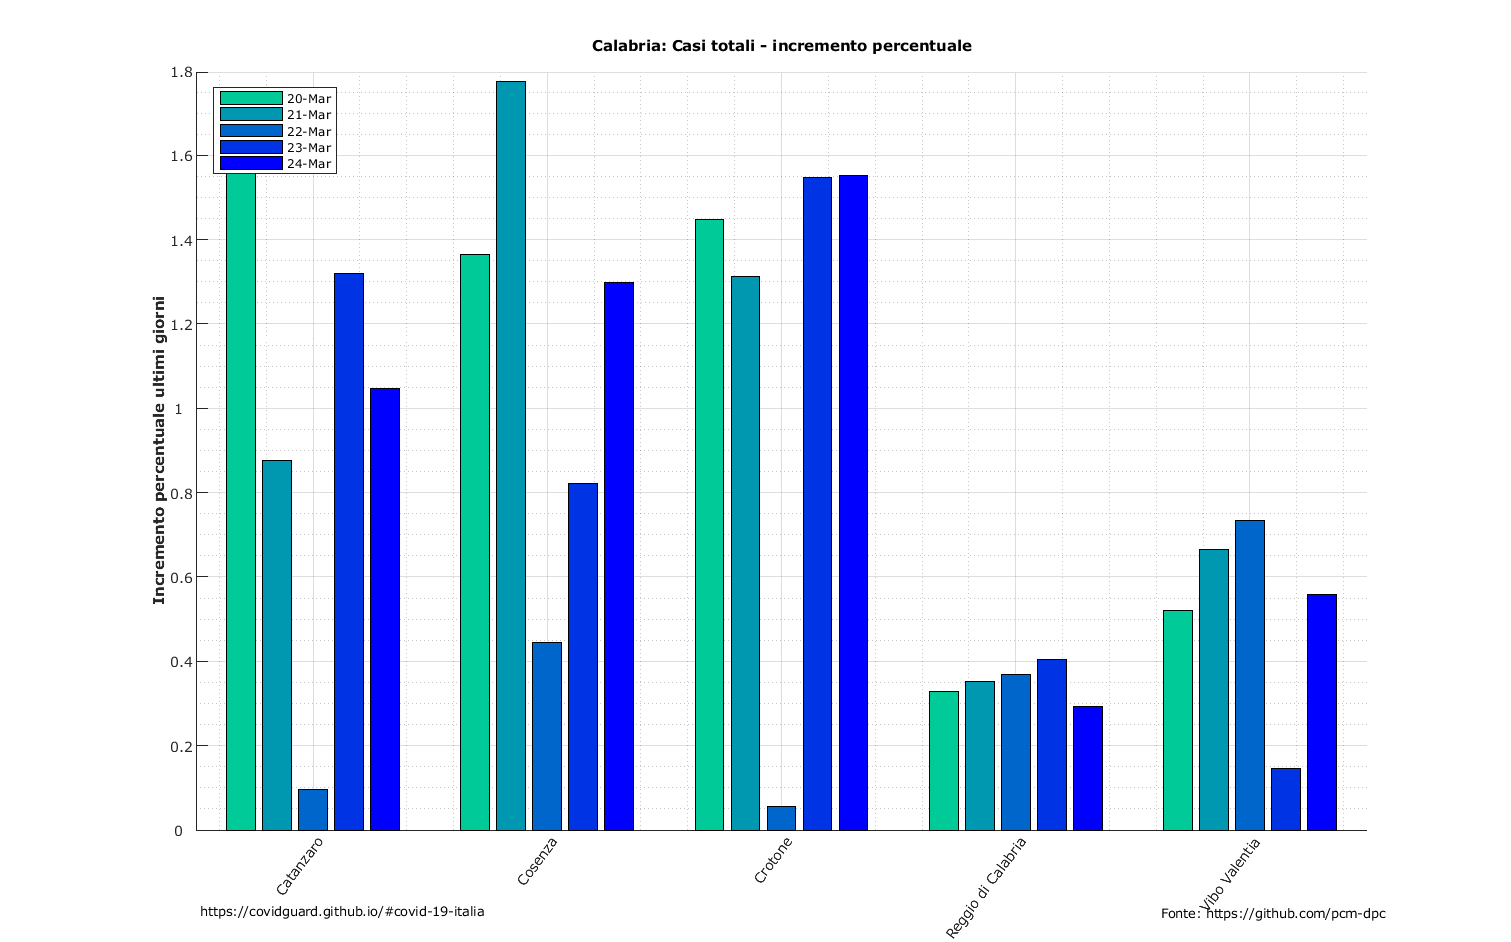 Calabria: Casi totali - incremento percentuale
Incremento percentuale ultimi giorni
1.8
1.6
1.4
1.2
1
0.8
0.6
0.4
0.2
0
20-Mar
21-Mar
22-Mar
23-Mar
24-Mar
Catanzaro
Cosenza
Crotone
Reggio di Calabria
Vibo Valentia
https://covidguard.github.io/#covid-19-italia
Fonte: https://github.com/pcm-dpc